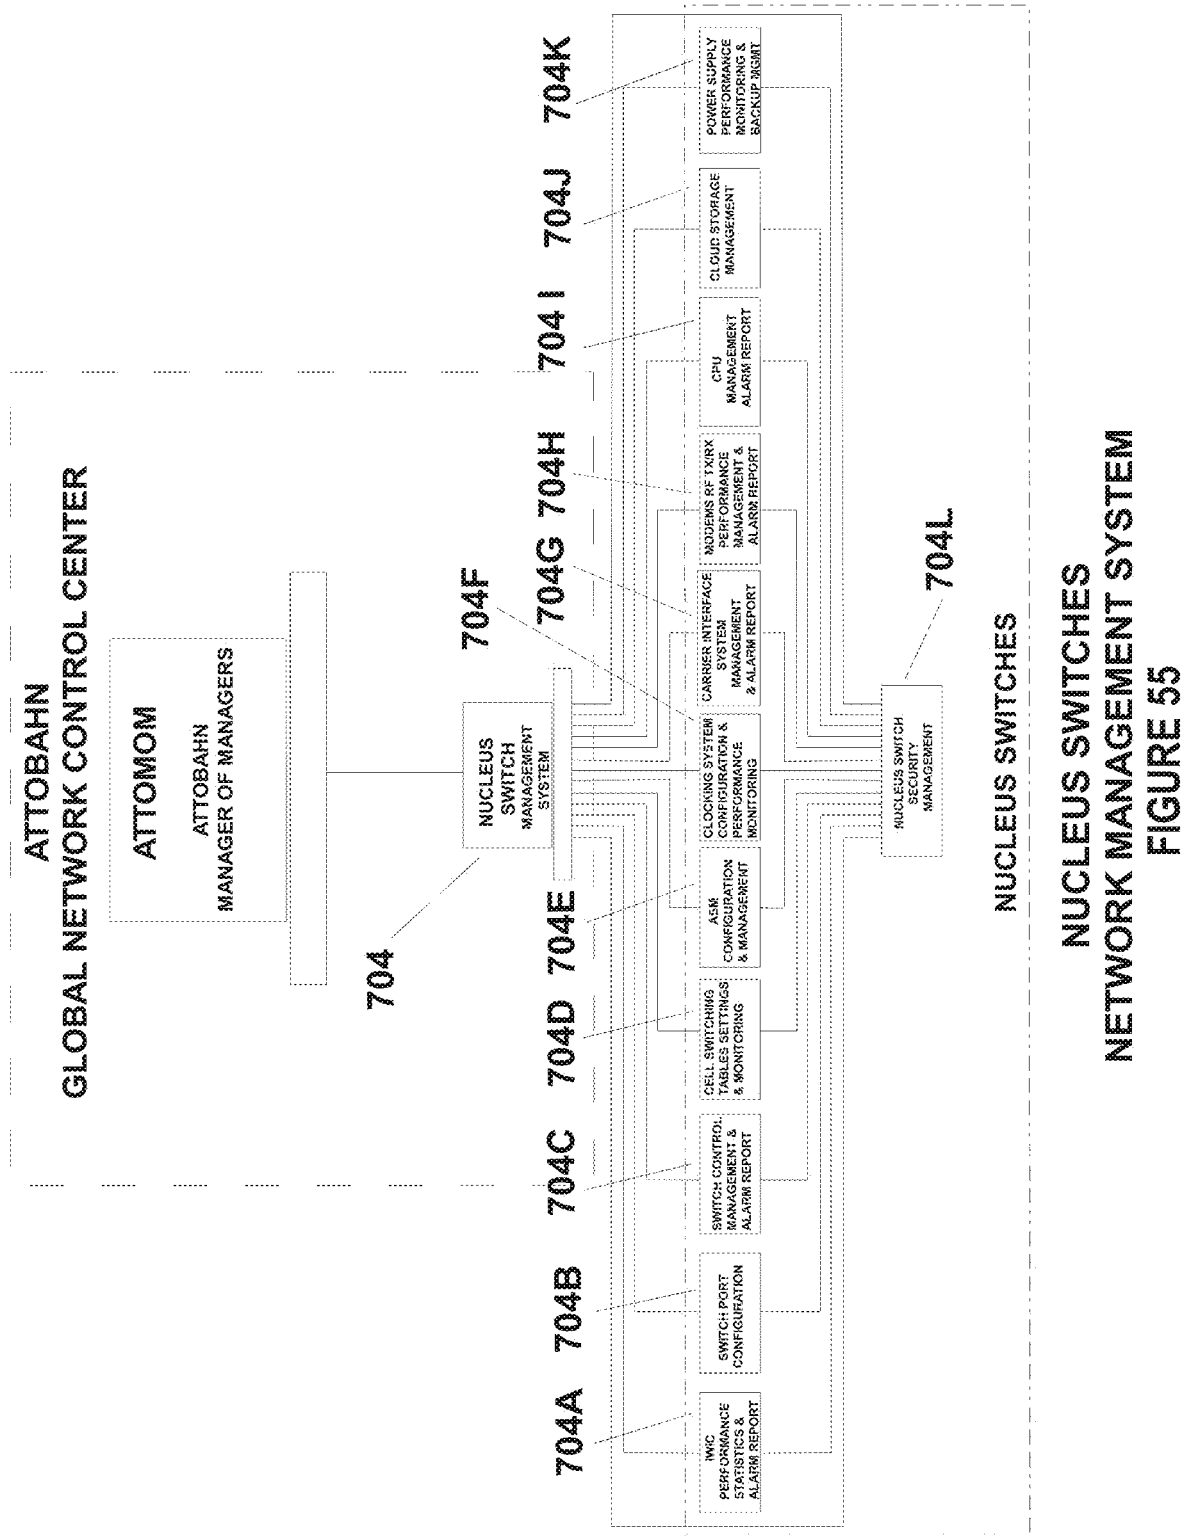 ATTOBAHN
GLOBAL NETWORK CONTROL CENTER
ATTOMOM
ATTOBAHN
MANAGER OF MANAGERS
704
NUCLEUS
SWITCH
MANAGEMENT
SYSTEM
704F
704A
704B
704C
704D
704E
704G
704H
704 I
704J
704K
IWIC
PERFORMANCE
STATISTICS &
ALARM REPORT
SWITCH PORT
CONFIGURATION
SWITCH CONTROL
MANAGEMENT &
ALARM REPORT
CELL SWITCHING
TABLES SETTINGS
& MONITORING
ASM
CONFIGURATION
& MANAGEMENT
CLOCKING SYSTEM
CONFIGURATION &
PERFORMANCE
MONITORING
CARRIER INTERFACE
SYSTEM
MANAGEMENT
& ALARM REPORT
MODEMS RF TX/RX
PERFORMANCE
MANAGEMENT &
ALARM REPORT
CPU
MANAGEMENT
ALARM REPORT
CLOUD STORAGE
MANAGEMENT
POWER SUPPLY
PERFORMANCE
MONITORING &
BACKUP MGMT
NUCLEUS SWITCH
SECURITY
MANAGEMENT
704L
NUCLEUS SWITCHES
NUCLEUS SWITCHES
NETWORK MANAGEMENT SYSTEM
FIGURE 55